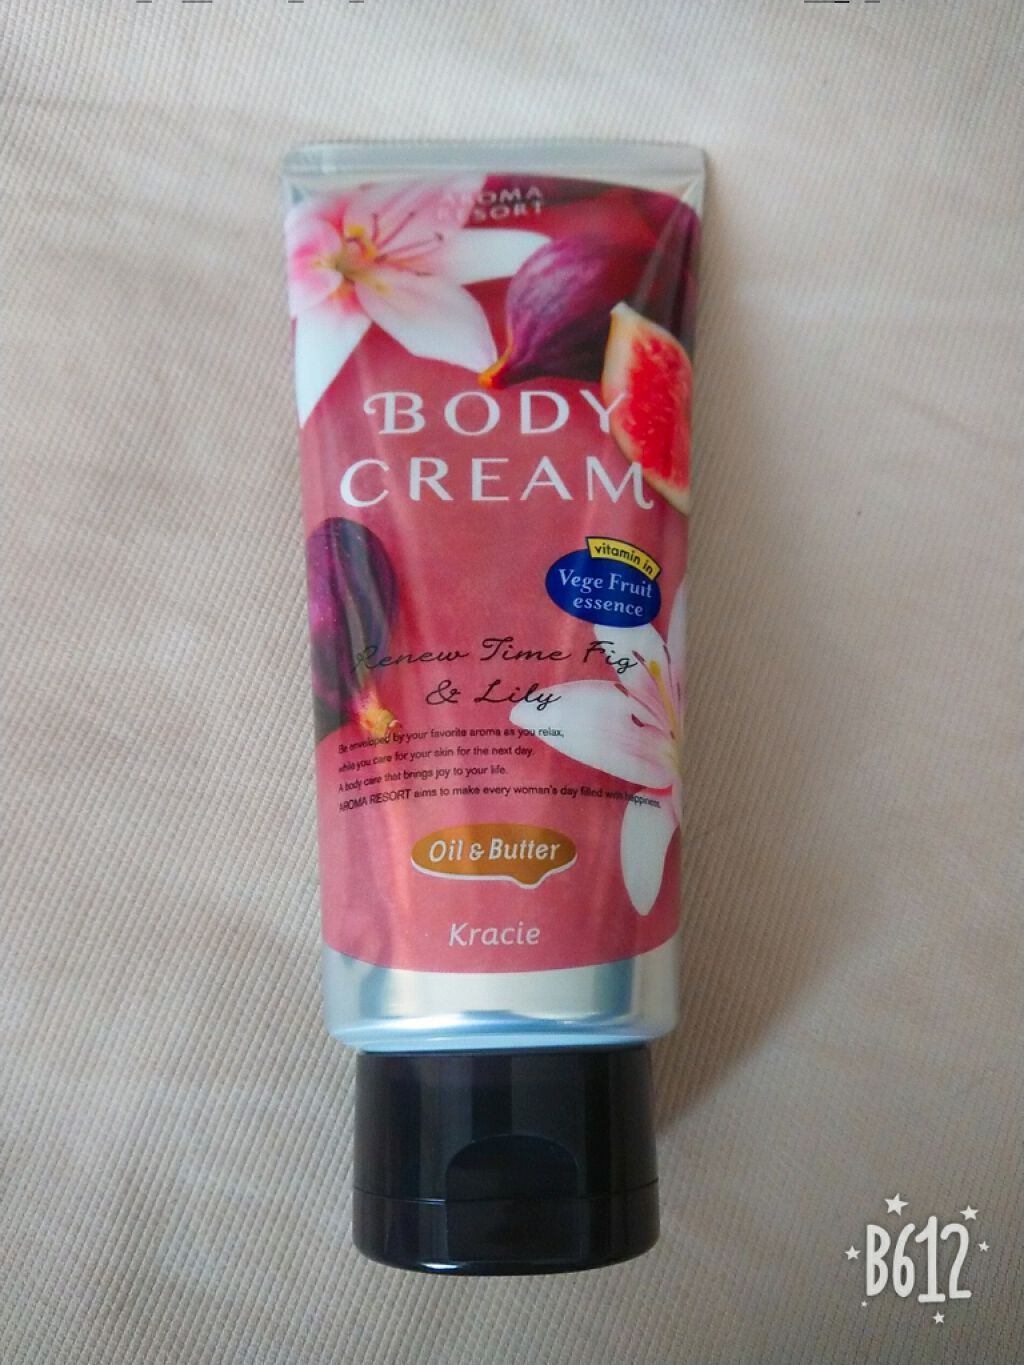 AROMA
RESORT
BODY
CREAM
vitamin in
Vege Fruit
essence
Renew Time Fig
& Lily
Be enveloped by your favorite aroma as you relax,
while you care for your skin for the next day.
A body care that brings joy to your life.
AROMA RESORT aims to make every woman's day filled with happiness.
Oil & Butter
Kracie
B612